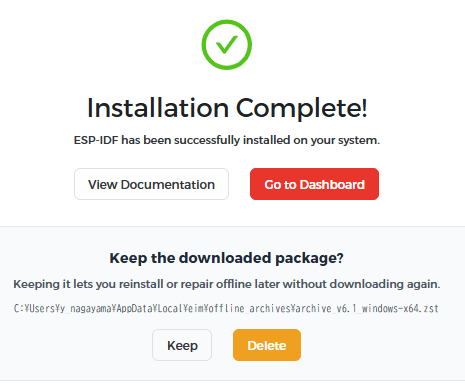 Installation Complete!
ESP-IDF has been successfully installed on your system.
View Documentation
Go to Dashboard
Keep the downloaded package?
Keeping it lets you reinstall or repair offline later without downloading again.
C:¥Users¥y_nagayama¥AppData¥Local¥eim¥offline_archives¥archive_v6.1_windows-x64.zst
Keep
Delete